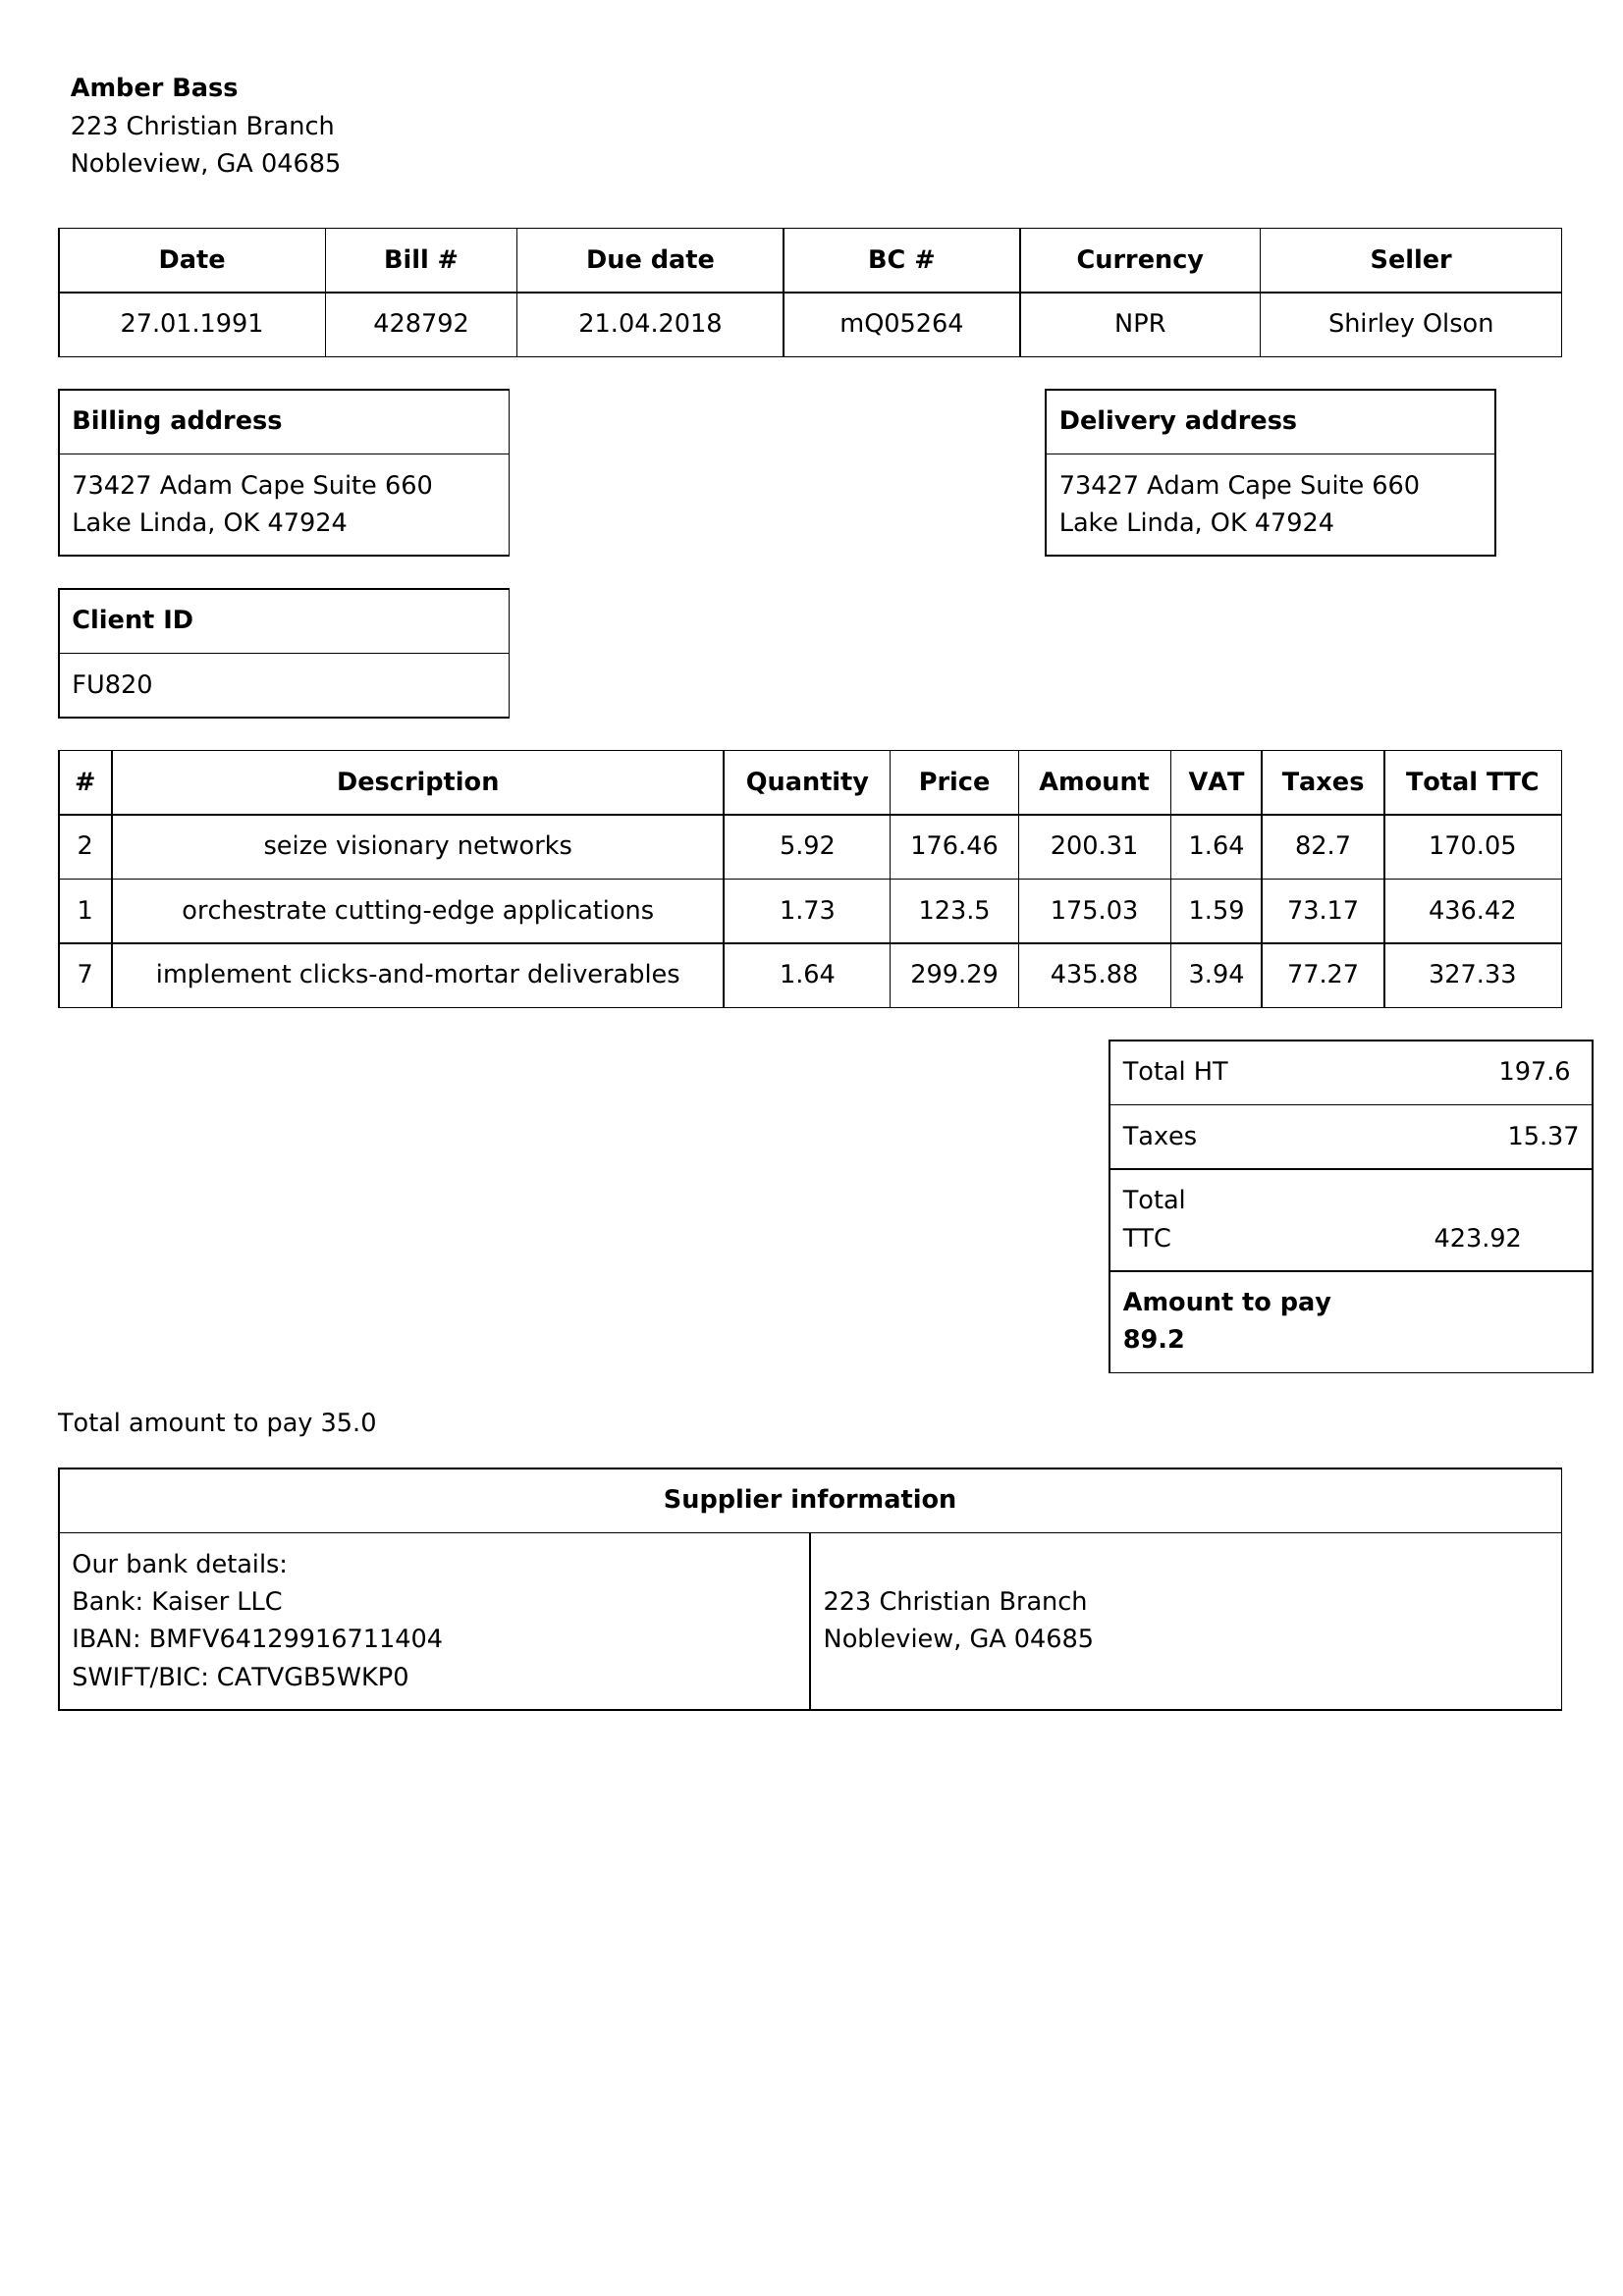 Amber Bass
223 Christian Branch
Nobleview, GA 04685
Date Bill # Due date BC # Currency Seller
27.01.1991 428792 21.04.2018 mQ05264 NPR Shirley Olson
Billing address
73427 Adam Cape Suite 660
Lake Linda, OK 47924
Delivery address
73427 Adam Cape Suite 660
Lake Linda, OK 47924
Client ID
FU820
# Description Quantity Price Amount VAT Taxes Total TTC
2 seize visionary networks 5.92 176.46 200.31 1.64 82.7 170.05
1 orchestrate cutting-edge applications 1.73 123.5 175.03 1.59 73.17 436.42
7 implement clicks-and-mortar deliverables 1.64 299.29 435.88 3.94 77.27 327.33
Total HT 197.6
Taxes 15.37
Total
TTC 423.92
Amount to pay
89.2
Total amount to pay 35.0
Supplier information
Our bank details:
Bank: Kaiser LLC
IBAN: BMFV64129916711404
SWIFT/BIC: CATVGB5WKP0
223 Christian Branch
Nobleview, GA 04685